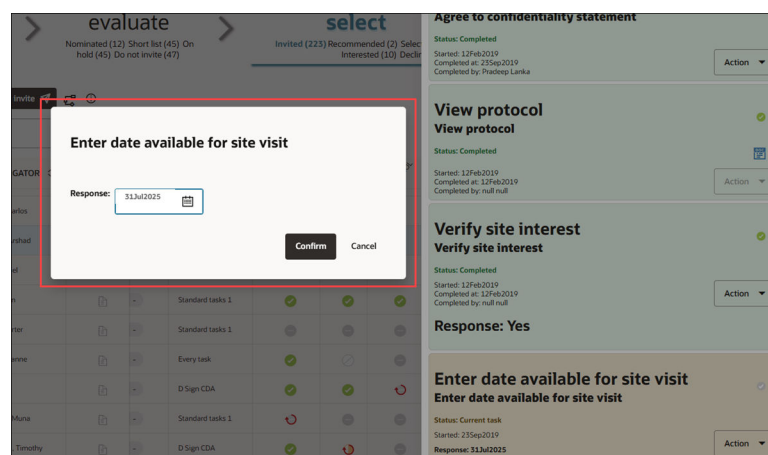 evaluate
Nominated (12) Short list (45) On
hold (45) Do not invite (47)
select
Invited (223) Recommended (2) Selec
Interested (10) Declin
Invite
Enter date available for site visit
Response:
31Jul2025
Confirm
Cancel
GATOR
arlos
rshad
el
n
Standard tasks 1
rter
Standard tasks 1
anne
Every task
D Sign CDA
Muna
Standard tasks 1
, Timothy
D Sign CDA
Agree to confidentiality statement
Status: Completed
Started: 12Feb2019
Completed at: 23Sep2019
Completed by: Pradeep Lanka
Action
View protocol
View protocol
Status: Completed
Started: 12Feb2019
Completed at: 12Feb2019
Completed by: null null
Action
Verify site interest
Verify site interest
Status: Completed
Started: 12Feb2019
Completed at: 12Feb2019
Completed by: null null
Action
Response: Yes
Enter date available for site visit
Enter date available for site visit
Status: Current task
Started: 23Sep2019
Response: 31Jul2025
Action